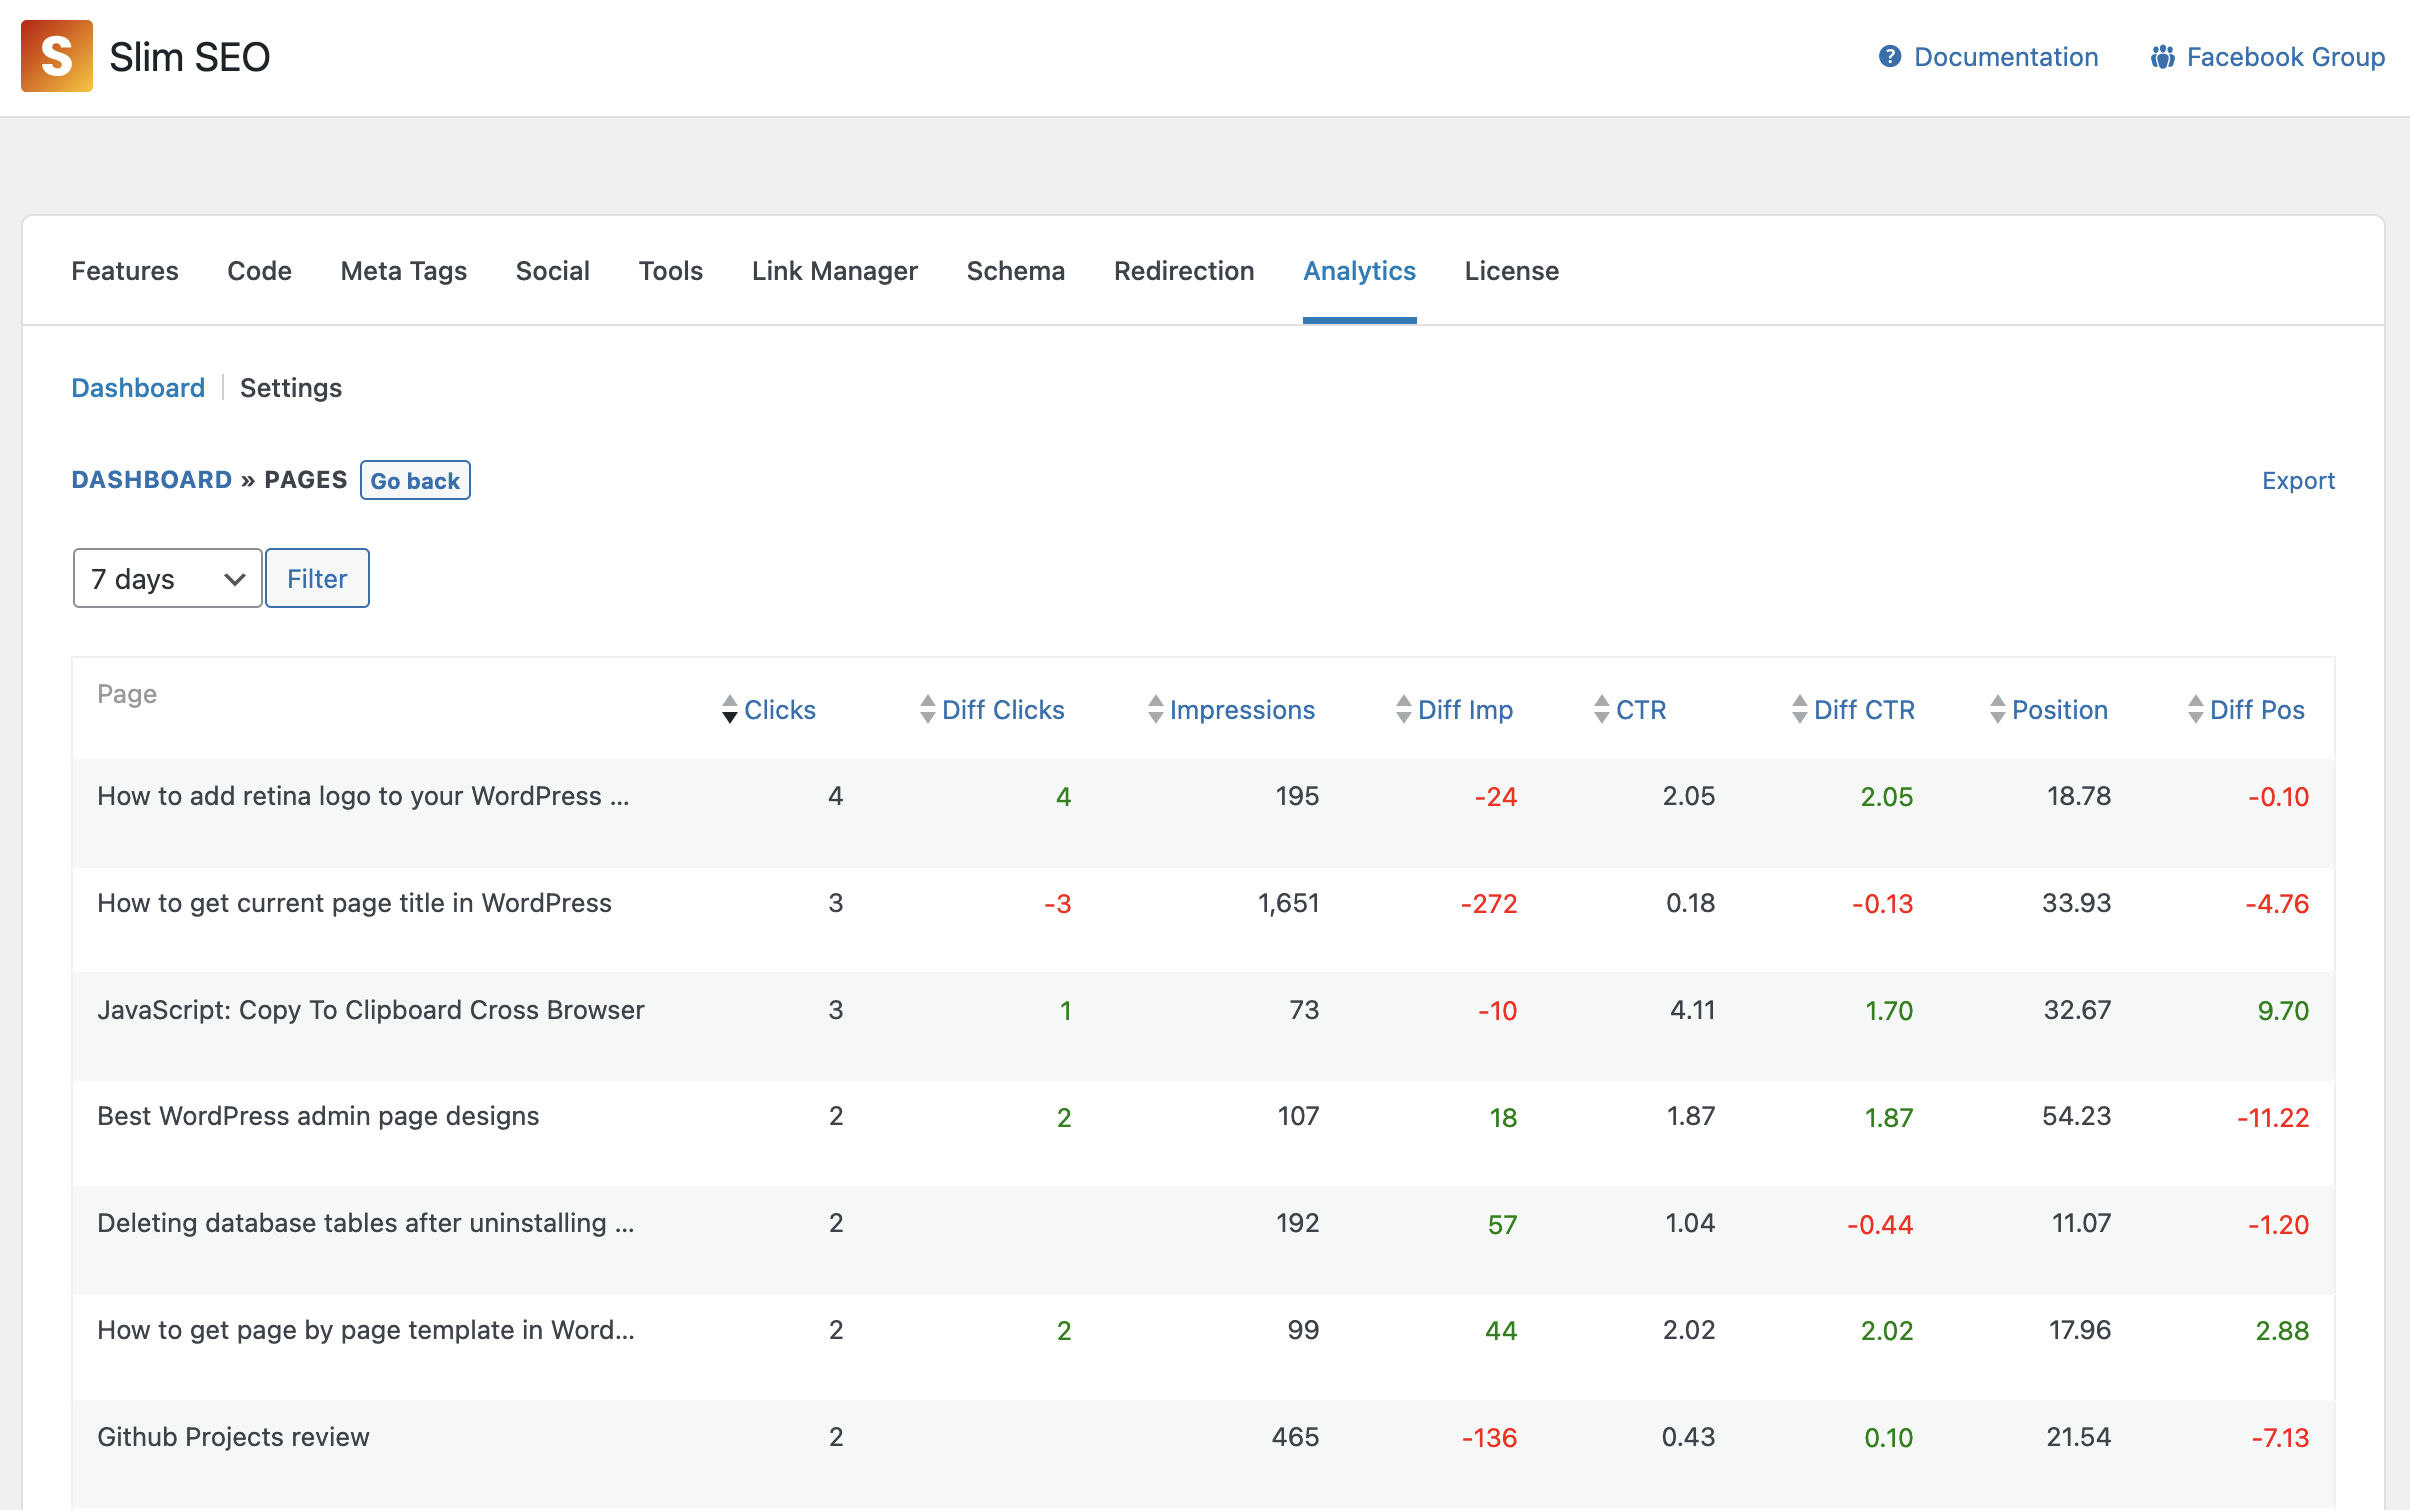 S Slim SEO Documentation Facebook Group
Features Code Meta Tags Social Tools Link Manager Schema Redirection Analytics License
Dashboard Settings
DASHBOARD » PAGES Go back Export
7 days Filter
Page Clicks Diff Clicks Impressions Diff Imp CTR Diff CTR Position Diff Pos
How to add retina logo to your WordPress ... 4 4 195 -24 2.05 2.05 18.78 -0.10
How to get current page title in WordPress 3 -3 1,651 -272 0.18 -0.13 33.93 -4.76
JavaScript: Copy To Clipboard Cross Browser 3 1 73 -10 4.11 1.70 32.67 9.70
Best WordPress admin page designs 2 2 107 18 1.87 1.87 54.23 -11.22
Deleting database tables after uninstalling ... 2 192 57 1.04 -0.44 11.07 -1.20
How to get page by page template in Word... 2 2 99 44 2.02 2.02 17.96 2.88
Github Projects review 2 465 -136 0.43 0.10 21.54 -7.13